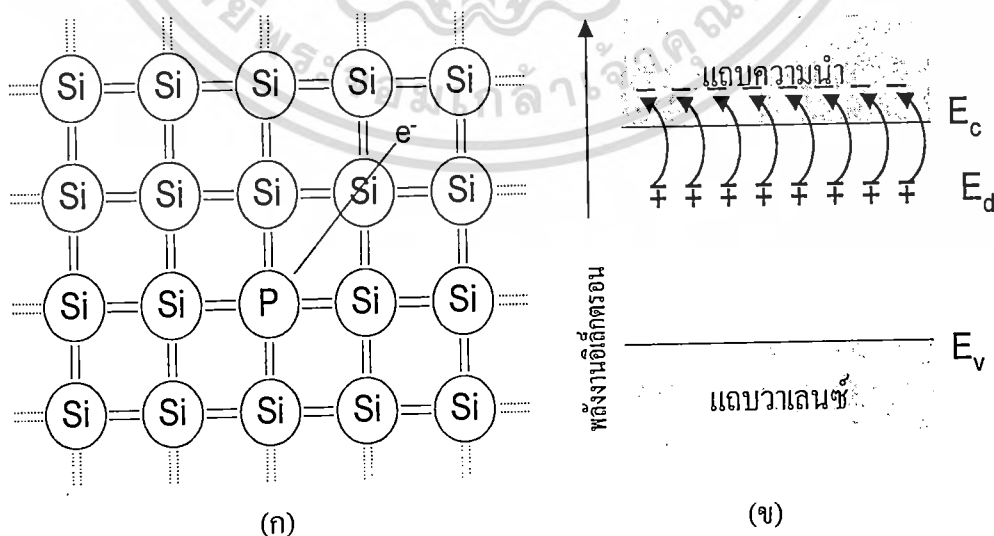 Si Si Si Si Si
Si Si Si Si Si
e⁻
Si Si P Si Si
Si Si Si Si Si
(ก)
พลังงานอิเล็กตรอน
แถบความนำ
E_c
E_d
E_v
แถบวาเลนซ์
(ข)